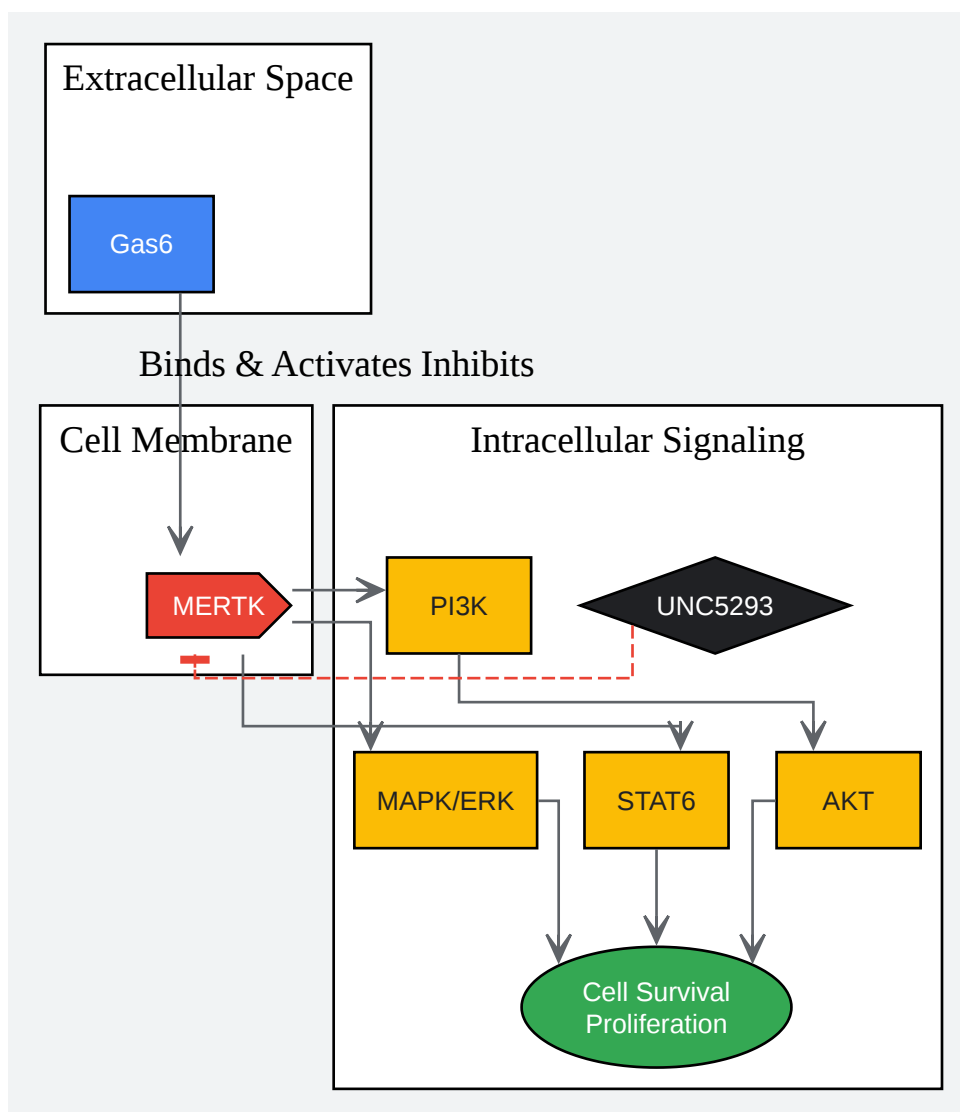 Extracellular Space
Gas6
Binds & Activates Inhibits
Cell Membrane
Intracellular Signaling
MERTK
PI3K
UNC5293
MAPK/ERK
STAT6
AKT
Cell Survival
Proliferation